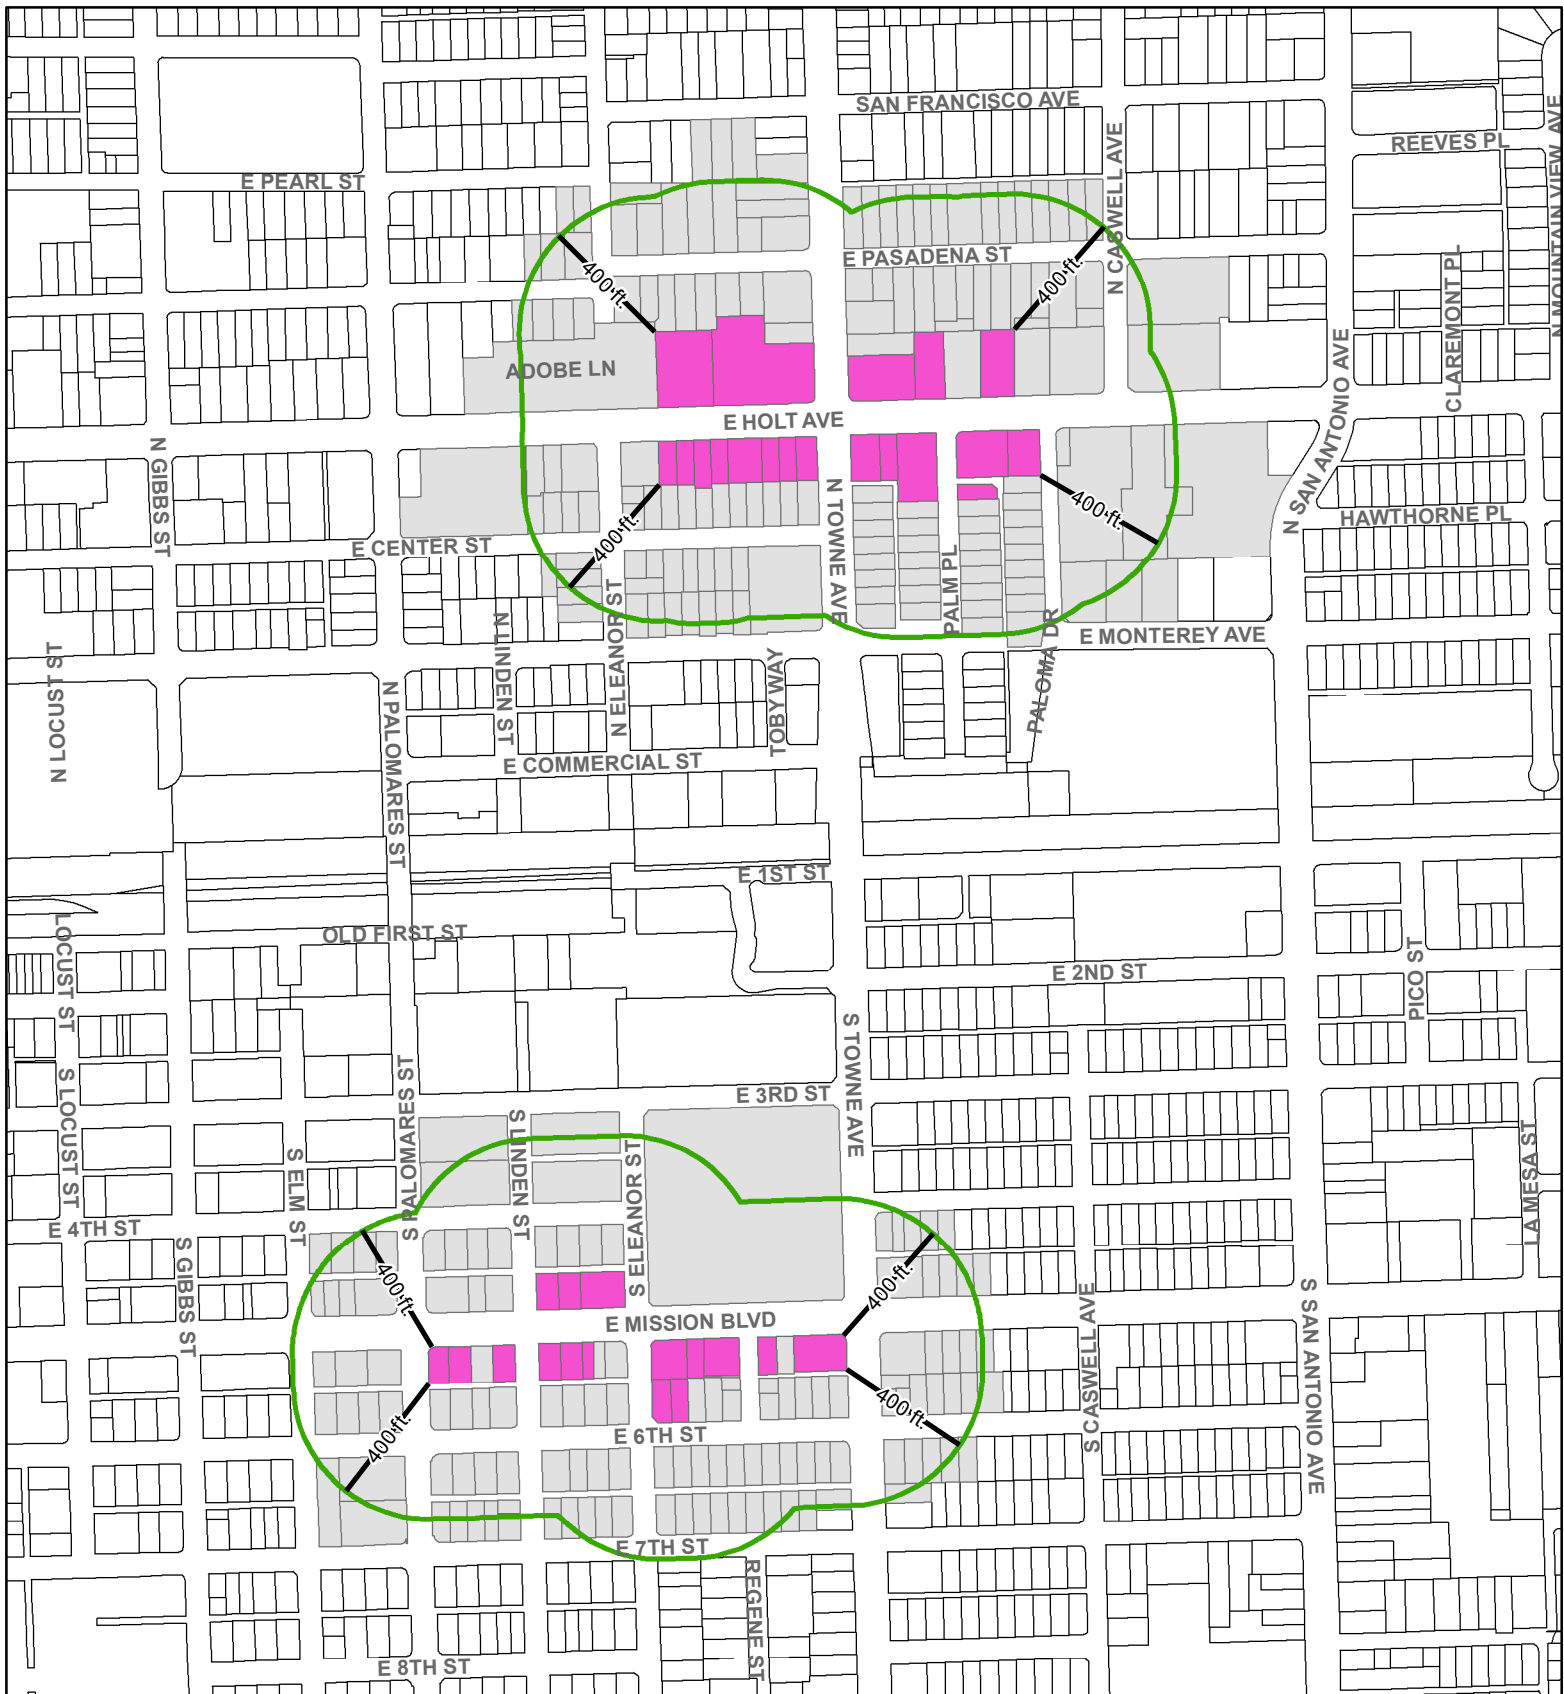 SAN FRANCISCO AVE
REEVES PL
N MOUNTAIN VIEW AVE
E PEARL ST
N CASWELL AVE
E PASADENA ST
400 ft.
400 ft.
CLAREMONT PL
ADOBE LN
N SAN ANTONIO AVE
E HOLT AVE
N GIBBS ST
N TOWNE AVE
400 ft.
400 ft.
HAWTHORNE PL
E CENTER ST
PALM PL
N ELEANOR ST
N LINDEN ST
E MONTEREY AVE
PALOMA DR
N LOCUST ST
N PALOMARES ST
TOBY WAY
E COMMERCIAL ST
E 1ST ST
OLD FIRST ST
LOCUST ST
E 2ND ST
PICO ST
S TOWNE AVE
S LOCUST ST
S PALOMARES ST
E 3RD ST
S LINDEN ST
S ELEANOR ST
S ELM ST
LA MESA ST
E 4TH ST
S GIBBS ST
400 ft.
400 ft.
S CASWELL AVE
S SAN ANTONIO AVE
E MISSION BLVD
400 ft.
400 ft.
E 6TH ST
E 7TH ST
REGENE ST
E 8TH ST